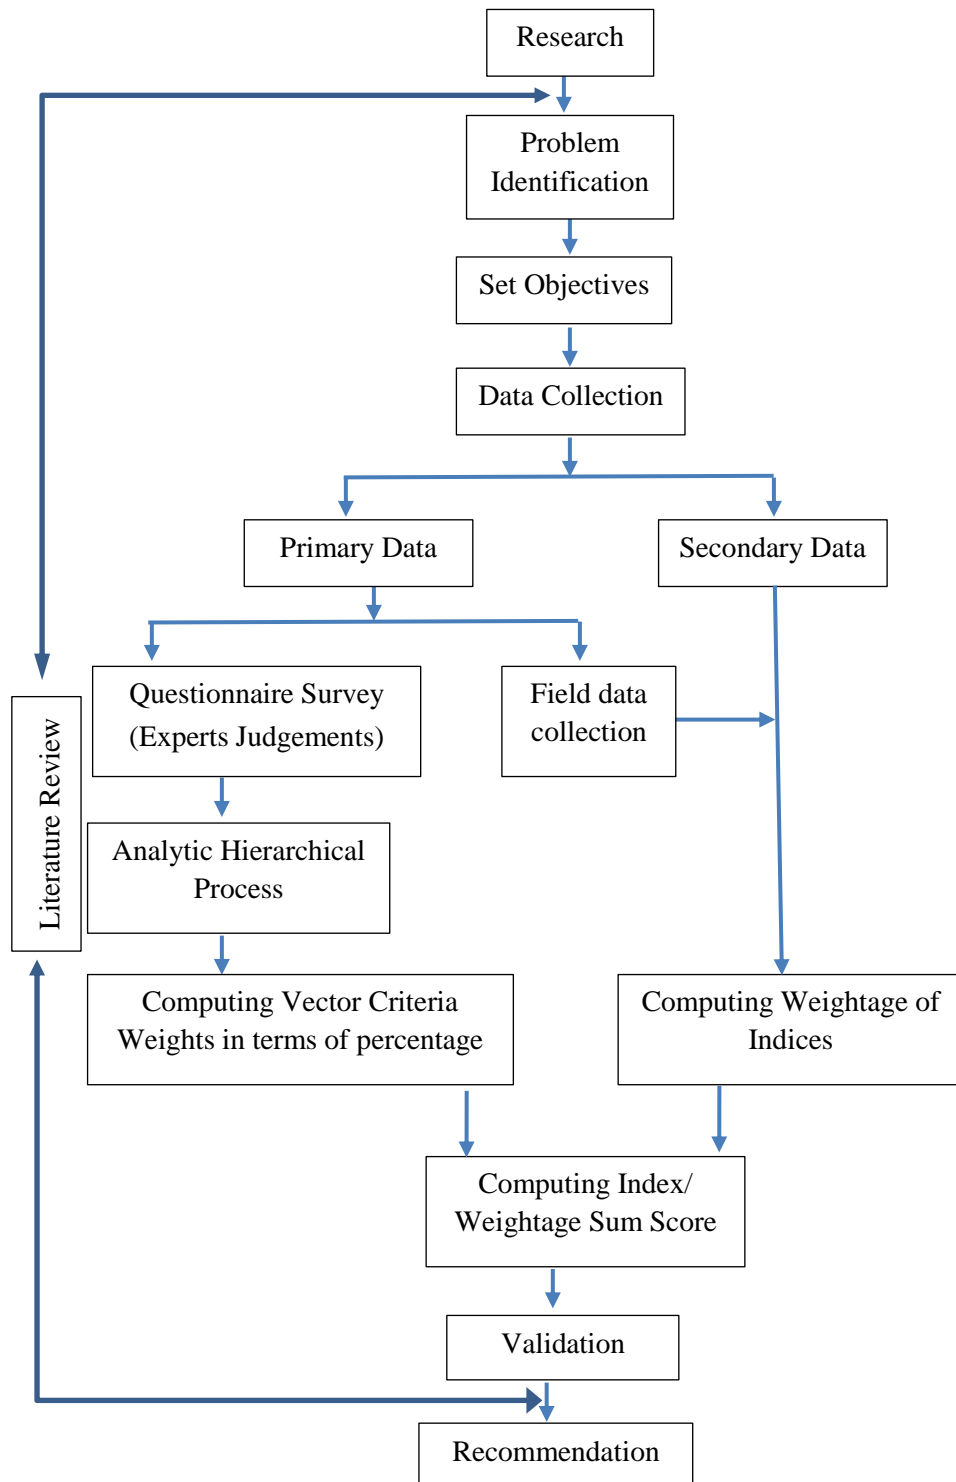 Research
Problem
Identification
Set Objectives
Data Collection
Primary Data
Secondary Data
Questionnaire Survey
(Experts Judgements)
Field data
collection
Literature Review
Analytic Hierarchical
Process
Computing Vector Criteria
Weights in terms of percentage
Computing Weightage of
Indices
Computing Index/
Weightage Sum Score
Validation
Recommendation